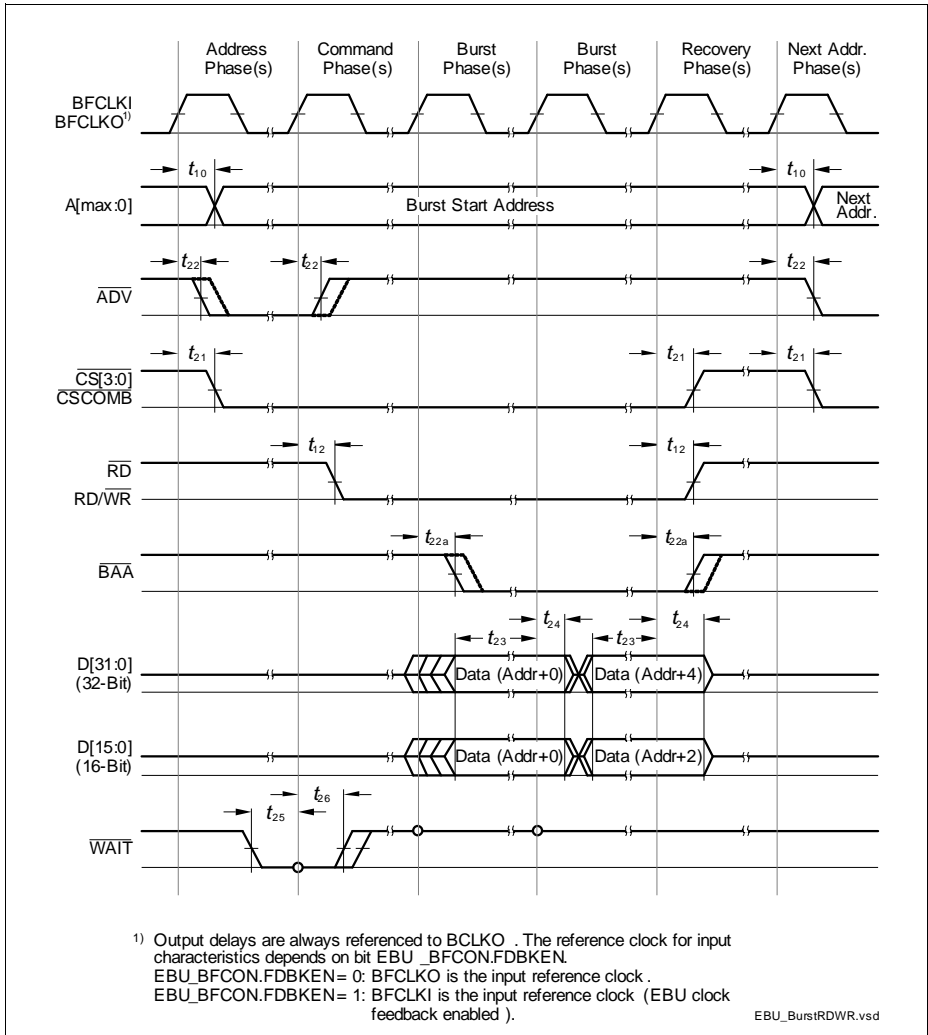 Address Phase(s) Command Phase(s) Burst Phase(s) Burst Phase(s) Recovery Phase(s) Next Addr. Phase(s)
BFCLKI
BFCLKO1)
t10 t10
A[max:0] Burst Start Address Next Addr.
t22 t22 t22
ADV
t21 t21 t21
CS[3:0]
CSCOMB
t12 t12
RD
RD/WR
t22a t22a
BAA
t24 t24
t23 t23
D[31:0]
(32-Bit)
Data (Addr+0) Data (Addr+4)
D[15:0]
(16-Bit)
Data (Addr+0) Data (Addr+2)
t26
t25
WAIT
1) Output delays are always referenced to BCLKO . The reference clock for input
characteristics depends on bit EBU _BFCON.FDBKEN.
EBU_BFCON.FDBKEN= 0: BFCLKO is the input reference clock .
EBU_BFCON.FDBKEN= 1: BFCLKI is the input reference clock (EBU clock
feedback enabled ).
EBU_BurstRDWR.vsd